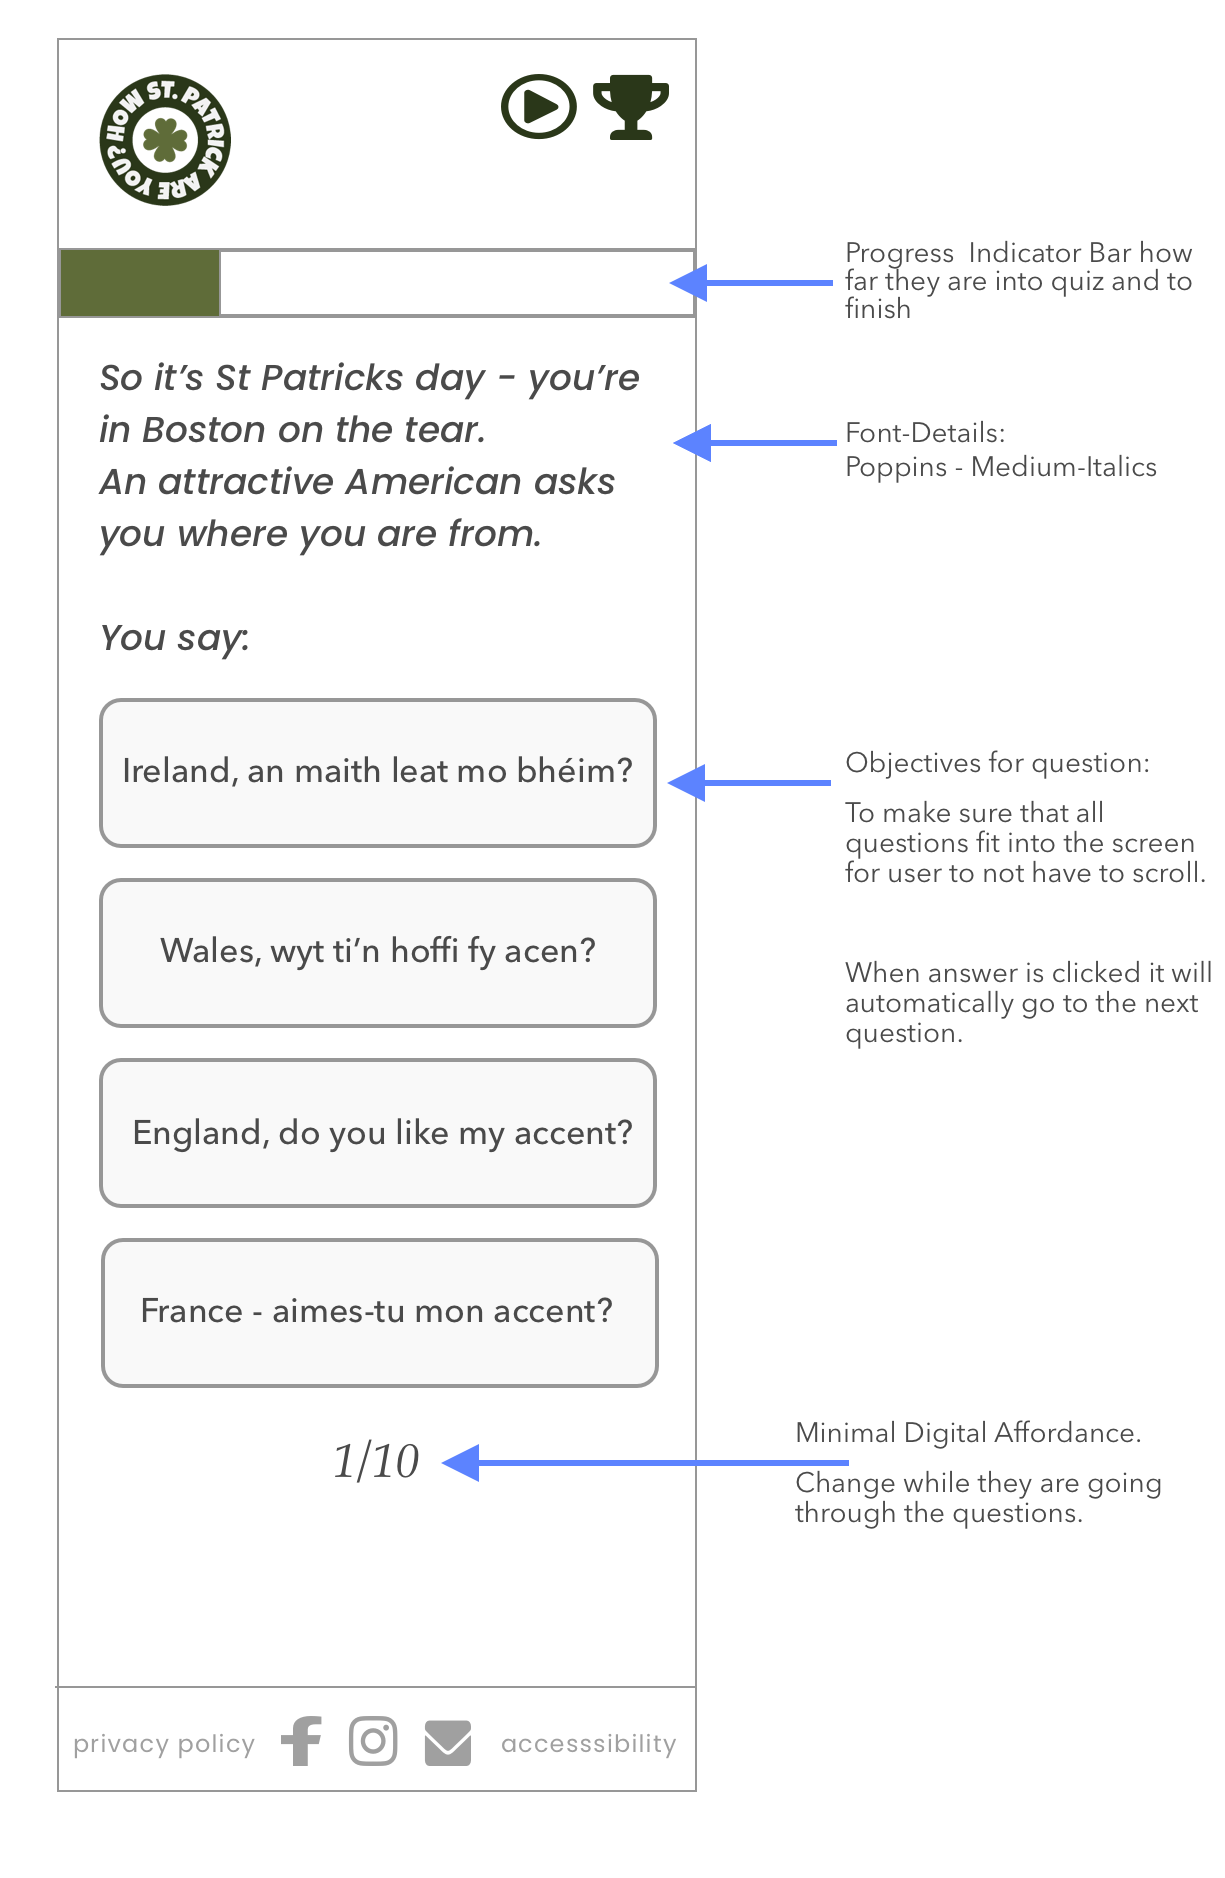 HOW ST. PATRICK ARE YOU?
Progress  Indicator Bar how
far they are into quiz and to
finish
So it’s St Patricks day - you’re
in Boston on the tear.
An attractive American asks
you where you are from.
Font-Details:
Poppins - Medium-Italics
You say:
Ireland, an maith leat mo bhéim?
Objectives for question:
To make sure that all
questions fit into the screen
for user to not have to scroll.
Wales, wyt ti’n hoffi fy acen?
When answer is clicked it will
automatically go to the next
question.
England, do you like my accent?
France - aimes-tu mon accent?
1/10
Minimal Digital Affordance.
Change while they are going
through the questions.
privacy policy
accesssibility